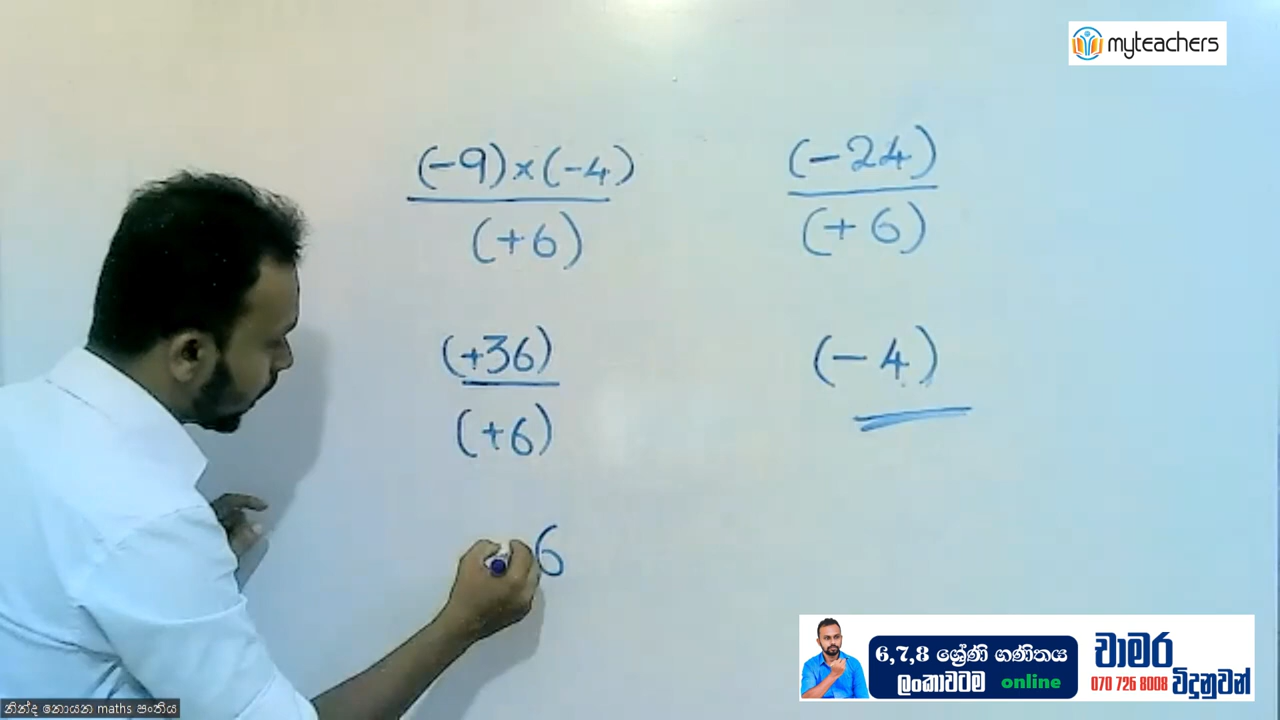 myteachers
(-9)×(-4)
(+6)
(-24)
(+6)
(+36)
(+6)
(-4)
6
6,7,8 ශ්‍රේණි ගණිතය
ලංකාවටම online
චාමර
070 726 8008 විදුනුවන්
නින්ද නොයන maths පංතිය